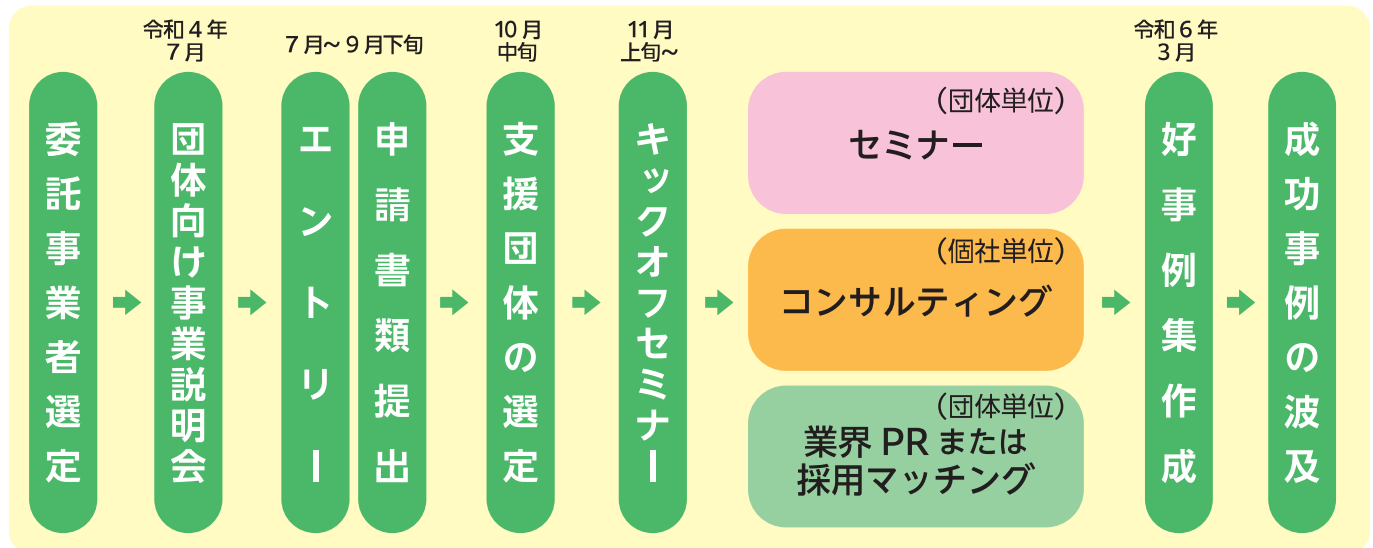 委託事業者選定
令和4年
7月
団体向け事業説明会
7月~9月下旬
エントリー
申請書類提出
10月
中旬
支援団体の選定
11月
上旬~
キックオフセミナー
(団体単位)
セミナー
(個社単位)
コンサルティング
(団体単位)
業界PRまたは
採用マッチング
令和6年
3月
好事例集作成
成功事例の波及